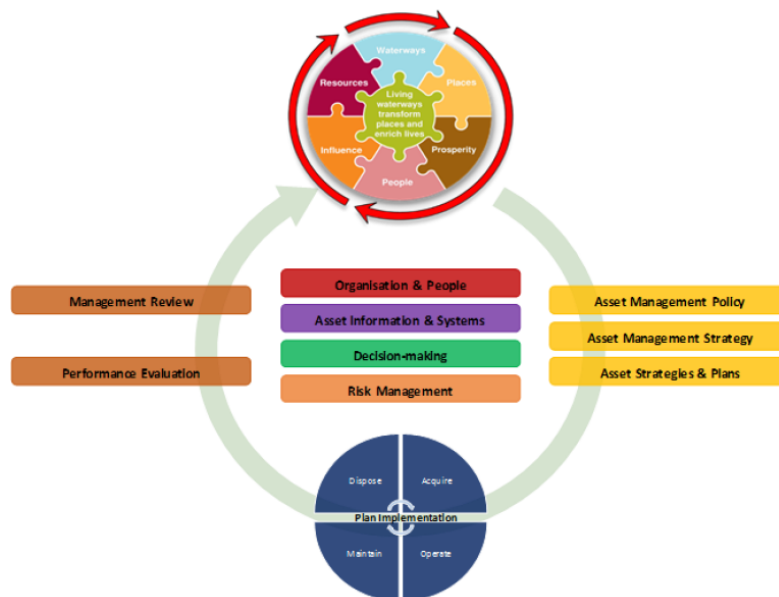 Waterways
Resources
Places
Living
waterways
transform
places and
enrich lives
Influence
Prosperity
People
Management Review
Performance Evaluation
Organisation & People
Asset Information & Systems
Decision-making
Risk Management
Asset Management Policy
Asset Management Strategy
Asset Strategies & Plans
Dispose
Acquire
Plan Implementation
Maintain
Operate